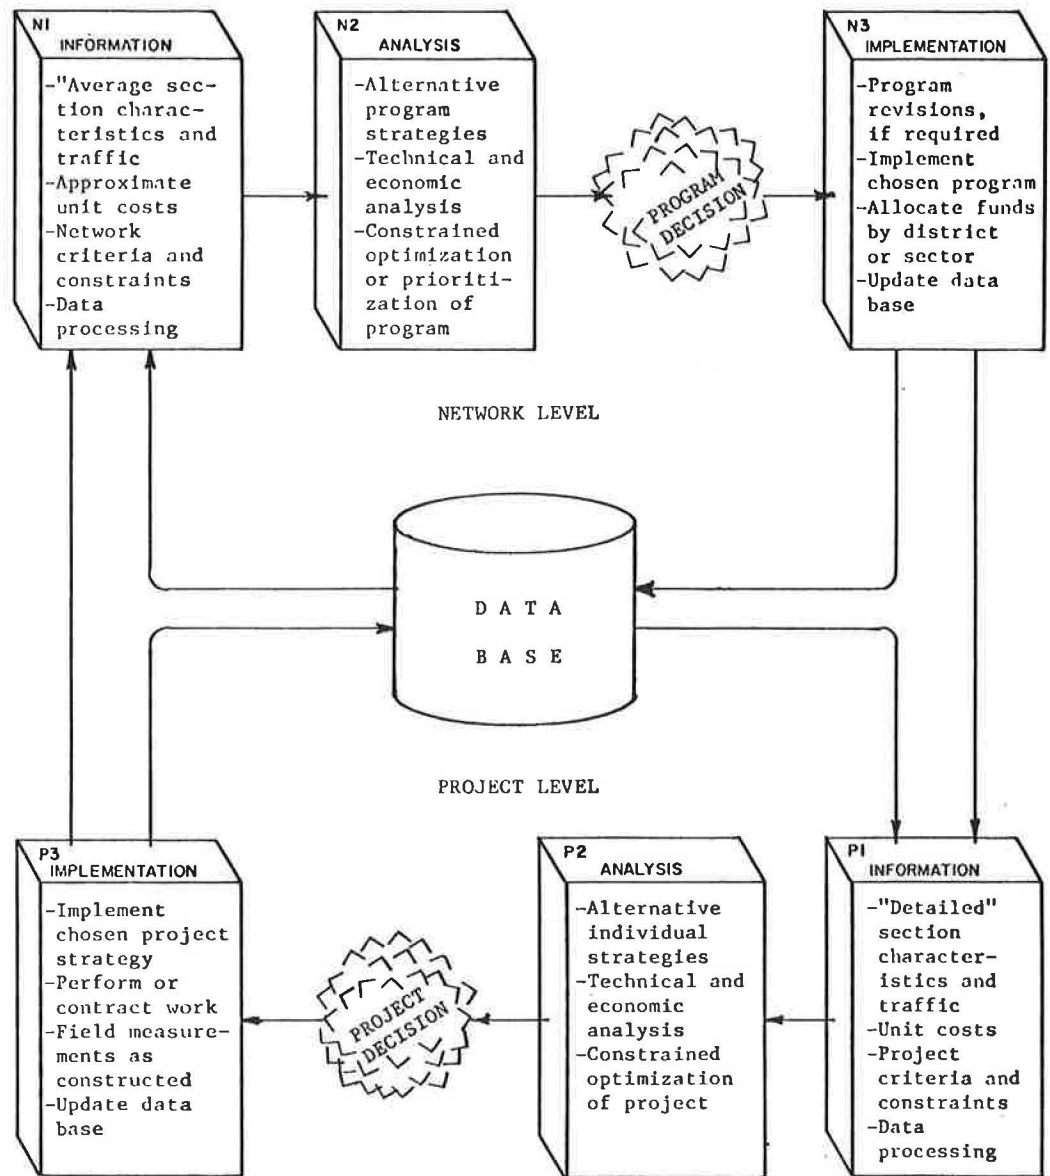 N1
INFORMATION
-"Average sec-
tion charac-
teristics and
traffic
-Approximate
unit costs
-Network
criteria and
constraints
-Data
processing
N2
ANALYSIS
-Alternative
program
strategies
-Technical and
economic
analysis
-Constrained
optimization
or prioriti-
zation of
program
PROGRAM
DECISION
N3
IMPLEMENTATION
-Program
revisions,
if required
-Implement
chosen program
-Allocate funds
by district
or sector
-Update data
base
NETWORK LEVEL
DATA
BASE
PROJECT LEVEL
P3
IMPLEMENTATION
-Implement
chosen project
strategy
-Perform or
contract work
-Field measure-
ments as
constructed
-Update data
base
PROJECT
DECISION
P2
ANALYSIS
-Alternative
individual
strategies
-Technical and
economic
analysis
-Constrained
optimization
of project
P1
INFORMATION
-"Detailed"
section
character-
istics and
traffic
-Unit costs
-Project
criteria and
constraints
-Data
processing